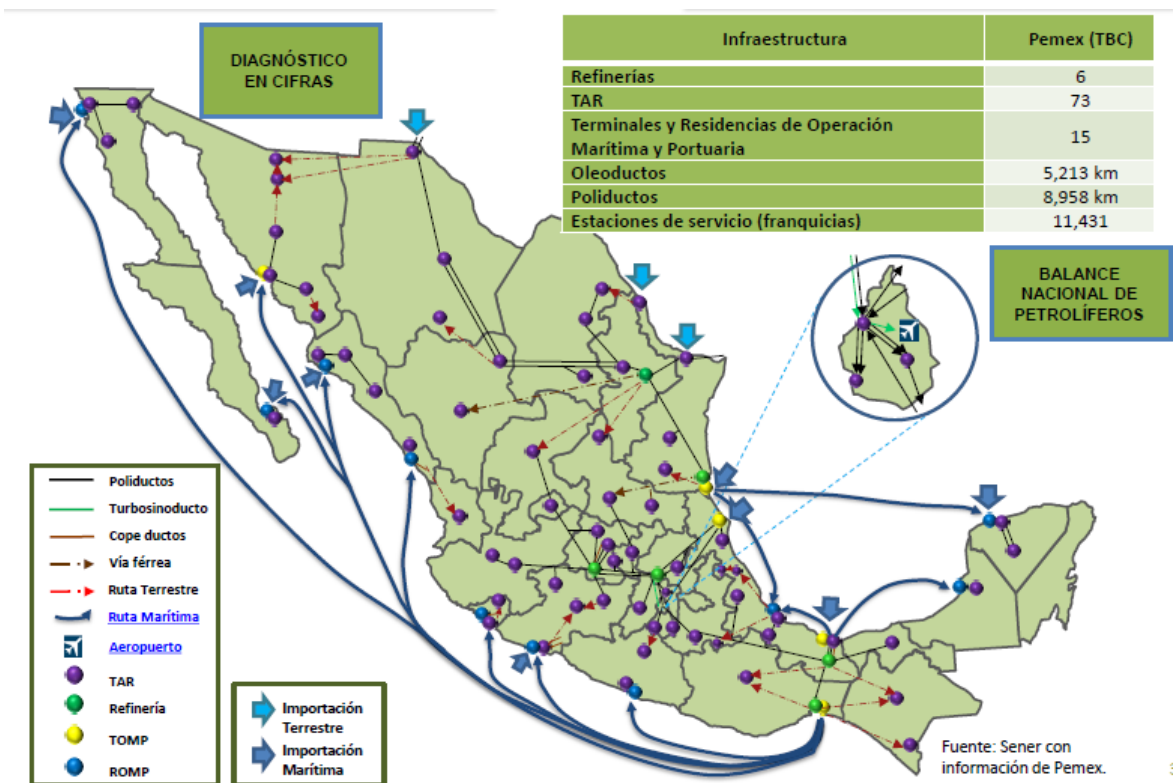 DIAGNÓSTICO
EN CIFRAS
Infraestructura
Pemex (TBC)
Refinerías
6
TAR
73
Terminales y Residencias de Operación
Marítima y Portuaria
15
Oleoductos
5,213 km
Poliductos
8,958 km
Estaciones de servicio (franquicias)
11,431
BALANCE
NACIONAL DE
PETROLÍFEROS
Poliductos
Turbosinoducto
Cope ductos
Vía férrea
Ruta Terrestre
Ruta Marítima
Aeropuerto
TAR
Refinería
TOMP
ROMP
Importación
Terrestre
Importación
Marítima
Fuente: Sener con
información de Pemex.